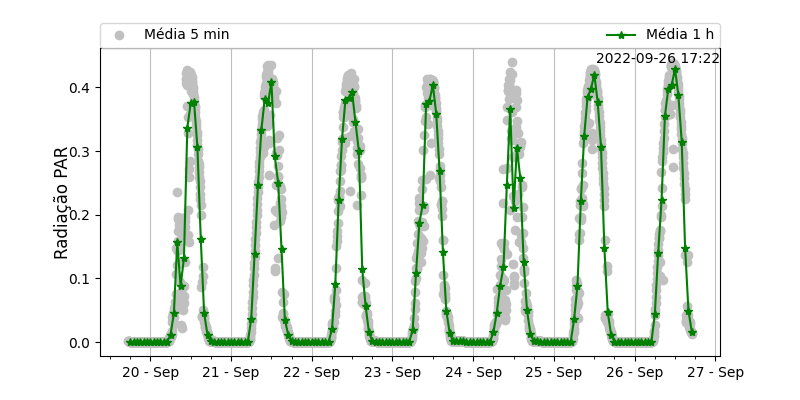 Média 5 min
Média 1 h
2022-09-26 17:22
Radiação PAR
0.4
0.3
0.2
0.1
0.0
20 - Sep
21 - Sep
22 - Sep
23 - Sep
24 - Sep
25 - Sep
26 - Sep
27 - Sep